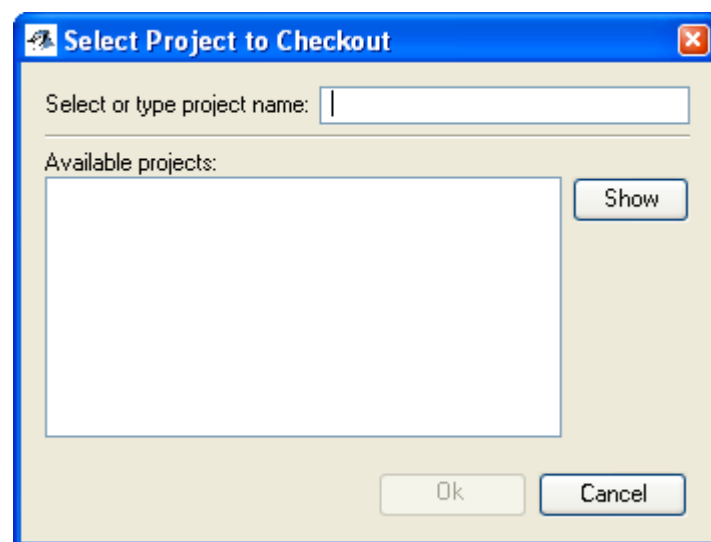 Select Project to Checkout
Select or type project name:
Available projects:
Show
Ok
Cancel